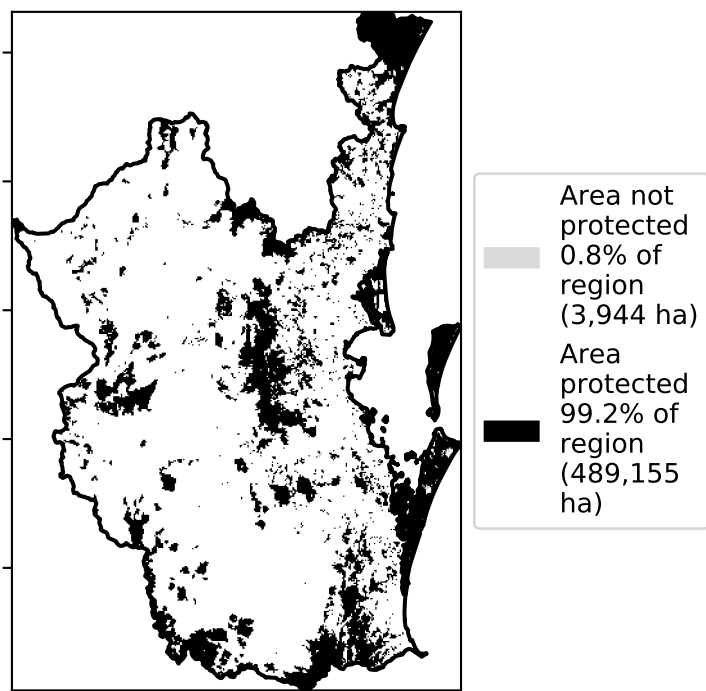 Area not
protected
0.8% of
region
(3,944 ha)
Area
protected
99.2% of
region
(489,155
ha)